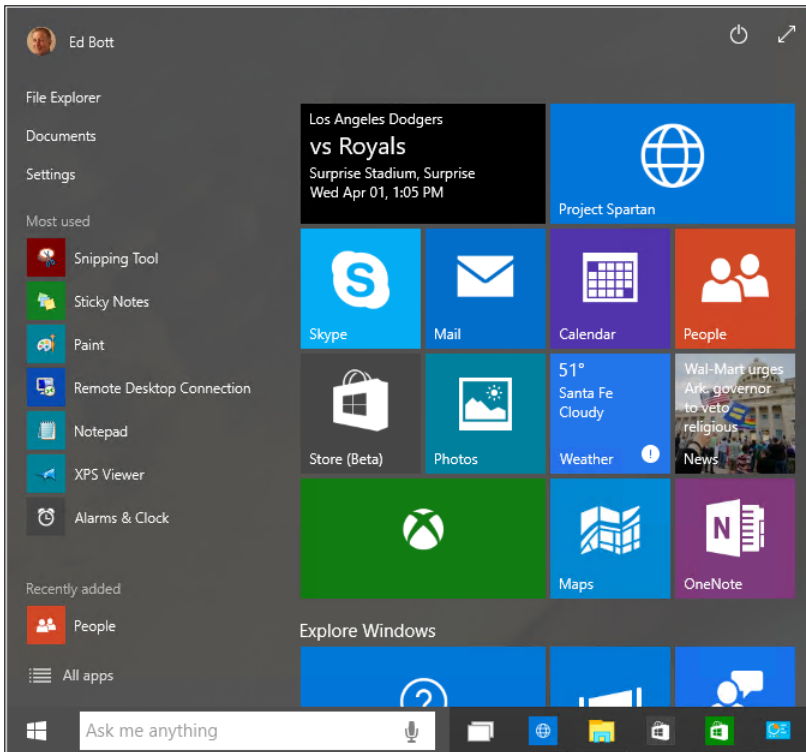 Ed Bott
File Explorer
Documents
Settings
Most used
Snipping Tool
Sticky Notes
Paint
Remote Desktop Connection
Notepad
XPS Viewer
Alarms & Clock
Recently added
People
All apps
Los Angeles Dodgers
vs Royals
Surprise Stadium, Surprise
Wed Apr 01, 1:05 PM
Project Spartan
Skype
Mail
Calendar
People
Store (Beta)
Photos
51°
Santa Fe
Cloudy
Weather
Wal-Mart urges
Ark. governor
to veto
religious
News
Maps
OneNote
Explore Windows
Ask me anything